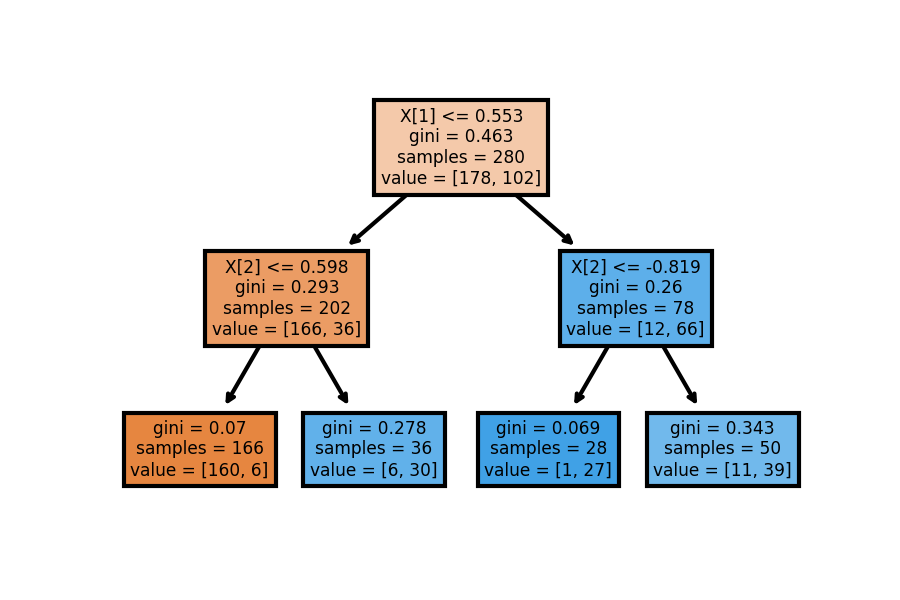 X[1] <= 0.553
gini = 0.463
samples = 280
value = [178, 102]
X[2] <= 0.598
gini = 0.293
samples = 202
value = [166, 36]
X[2] <= -0.819
gini = 0.26
samples = 78
value = [12, 66]
gini = 0.07
samples = 166
value = [160, 6]
gini = 0.278
samples = 36
value = [6, 30]
gini = 0.069
samples = 28
value = [1, 27]
gini = 0.343
samples = 50
value = [11, 39]